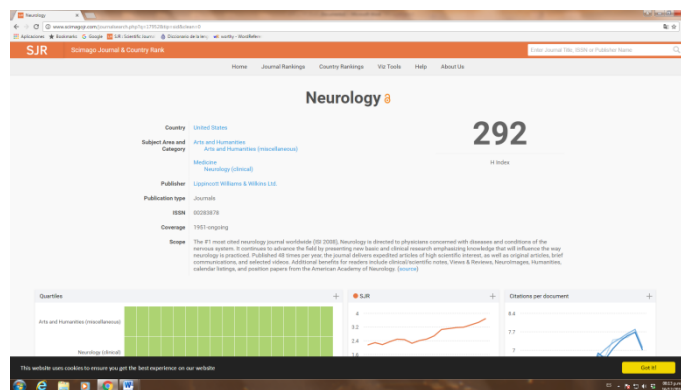 Neurology
www.scimagojr.com/journalsearch.php?q=17952&tip=sid&clean=0
Aplicaciones Bookmarks Google
SJR Scimago Journal & Country Rank Enter Journal Title, ISSN or Publisher Name
Home Journal Rankings Country Rankings Viz Tools Help About Us
Neurology
Country United States
292
H Index
Subject Area and Category Arts and Humanities
Arts and Humanities (miscellaneous)
Medicine
Neurology (clinical)
Publisher Lippincott Williams & Wilkins Ltd.
Publication type Journals
ISSN 00283878
Coverage 1951-ongoing
Scope The #1 most cited neurology journal worldwide (ISI 2008), Neurology is directed to physicians concerned with diseases and conditions of the
nervous system. It continues to advance the field by presenting new basic and clinical research emphasizing knowledge that will influence the way
neurology is practiced. Published 48 times per year, the journal delivers expedited articles of high scientific interest, as well as original articles, brief
communications, and selected videos. Additional benefits for readers include clinical/scientific notes, Views & Reviews, NeuroImages, Humanities,
calendar listings, and position papers from the American Academy of Neurology. (source)
Quartiles + SJR + Citations per document +
Arts and Humanities (miscellaneous)
Neurology (clinical)
4
3.2
2.4
1.6
8.4
7.7
7
This website uses cookies to ensure you get the best experience on our website Got it!